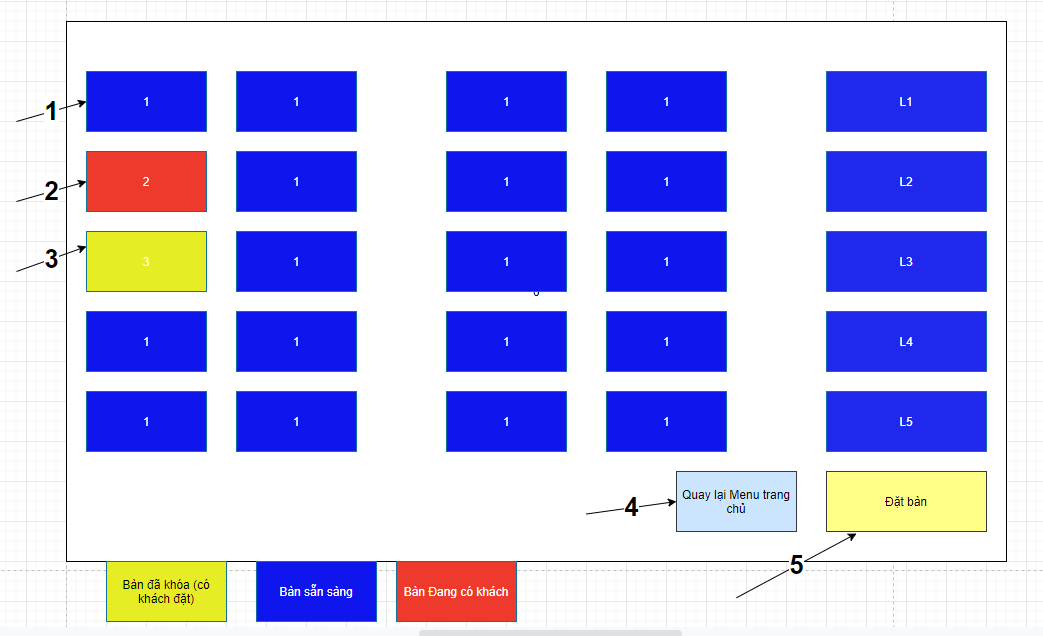 1
1
1
1
1
L1
2
2
1
1
1
L2
3
3
1
1
1
L3
1
1
1
1
L4
1
1
1
1
L5
4
Quay lại Menu trang
chủ
Đặt bàn
5
Bàn đã khóa (có
khách đặt)
Bàn sẵn sàng
Bàn Đang có khách